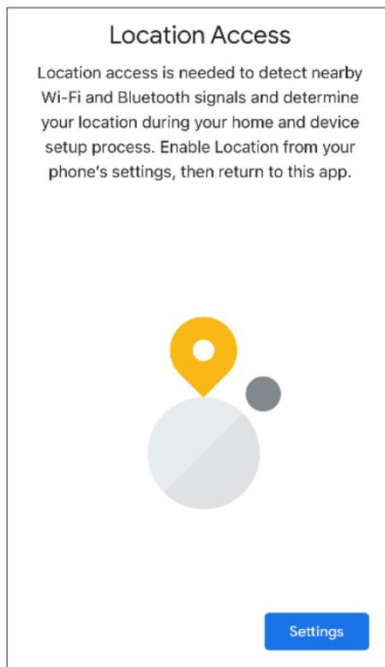 Location Access
Location access is needed to detect nearby
Wi-Fi and Bluetooth signals and determine
your location during your home and device
setup process. Enable Location from your
phone's settings, then return to this app.
Settings